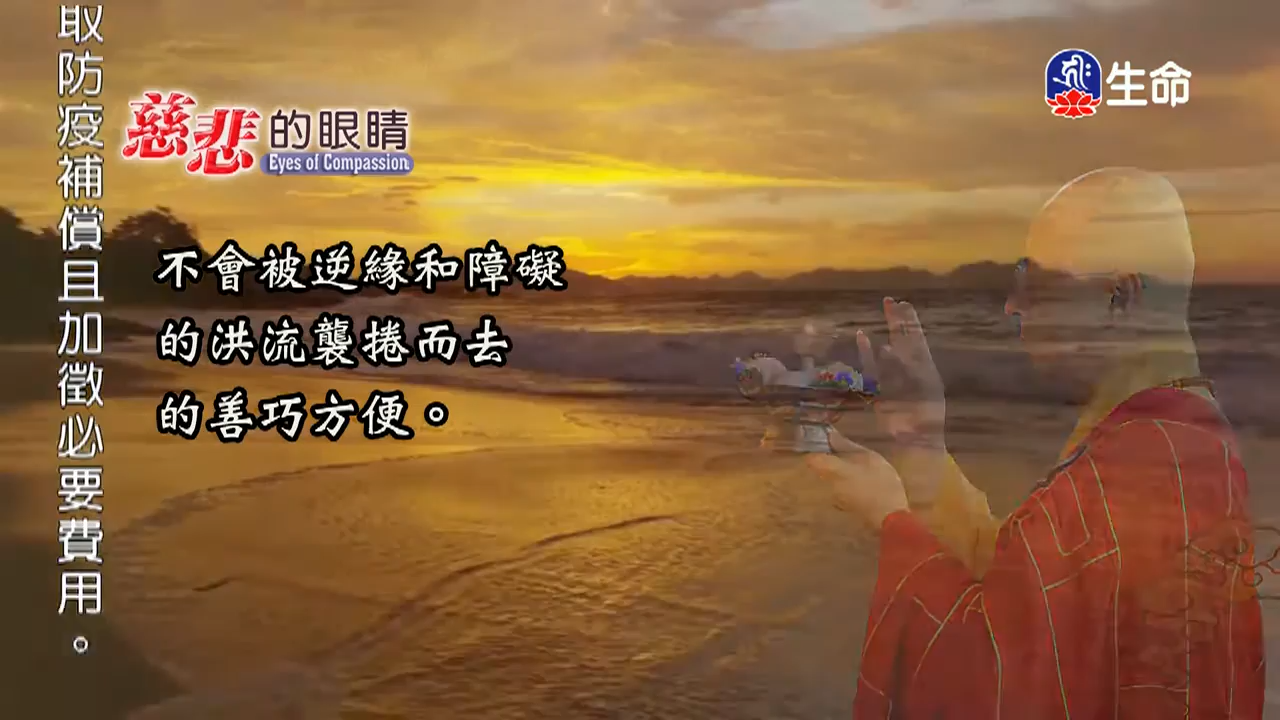 取防疫補償且加徵必要費用。
慈悲的眼睛
Eyes of Compassion
生命
不會被逆緣和障礙
的洪流襲捲而去
的善巧方便。